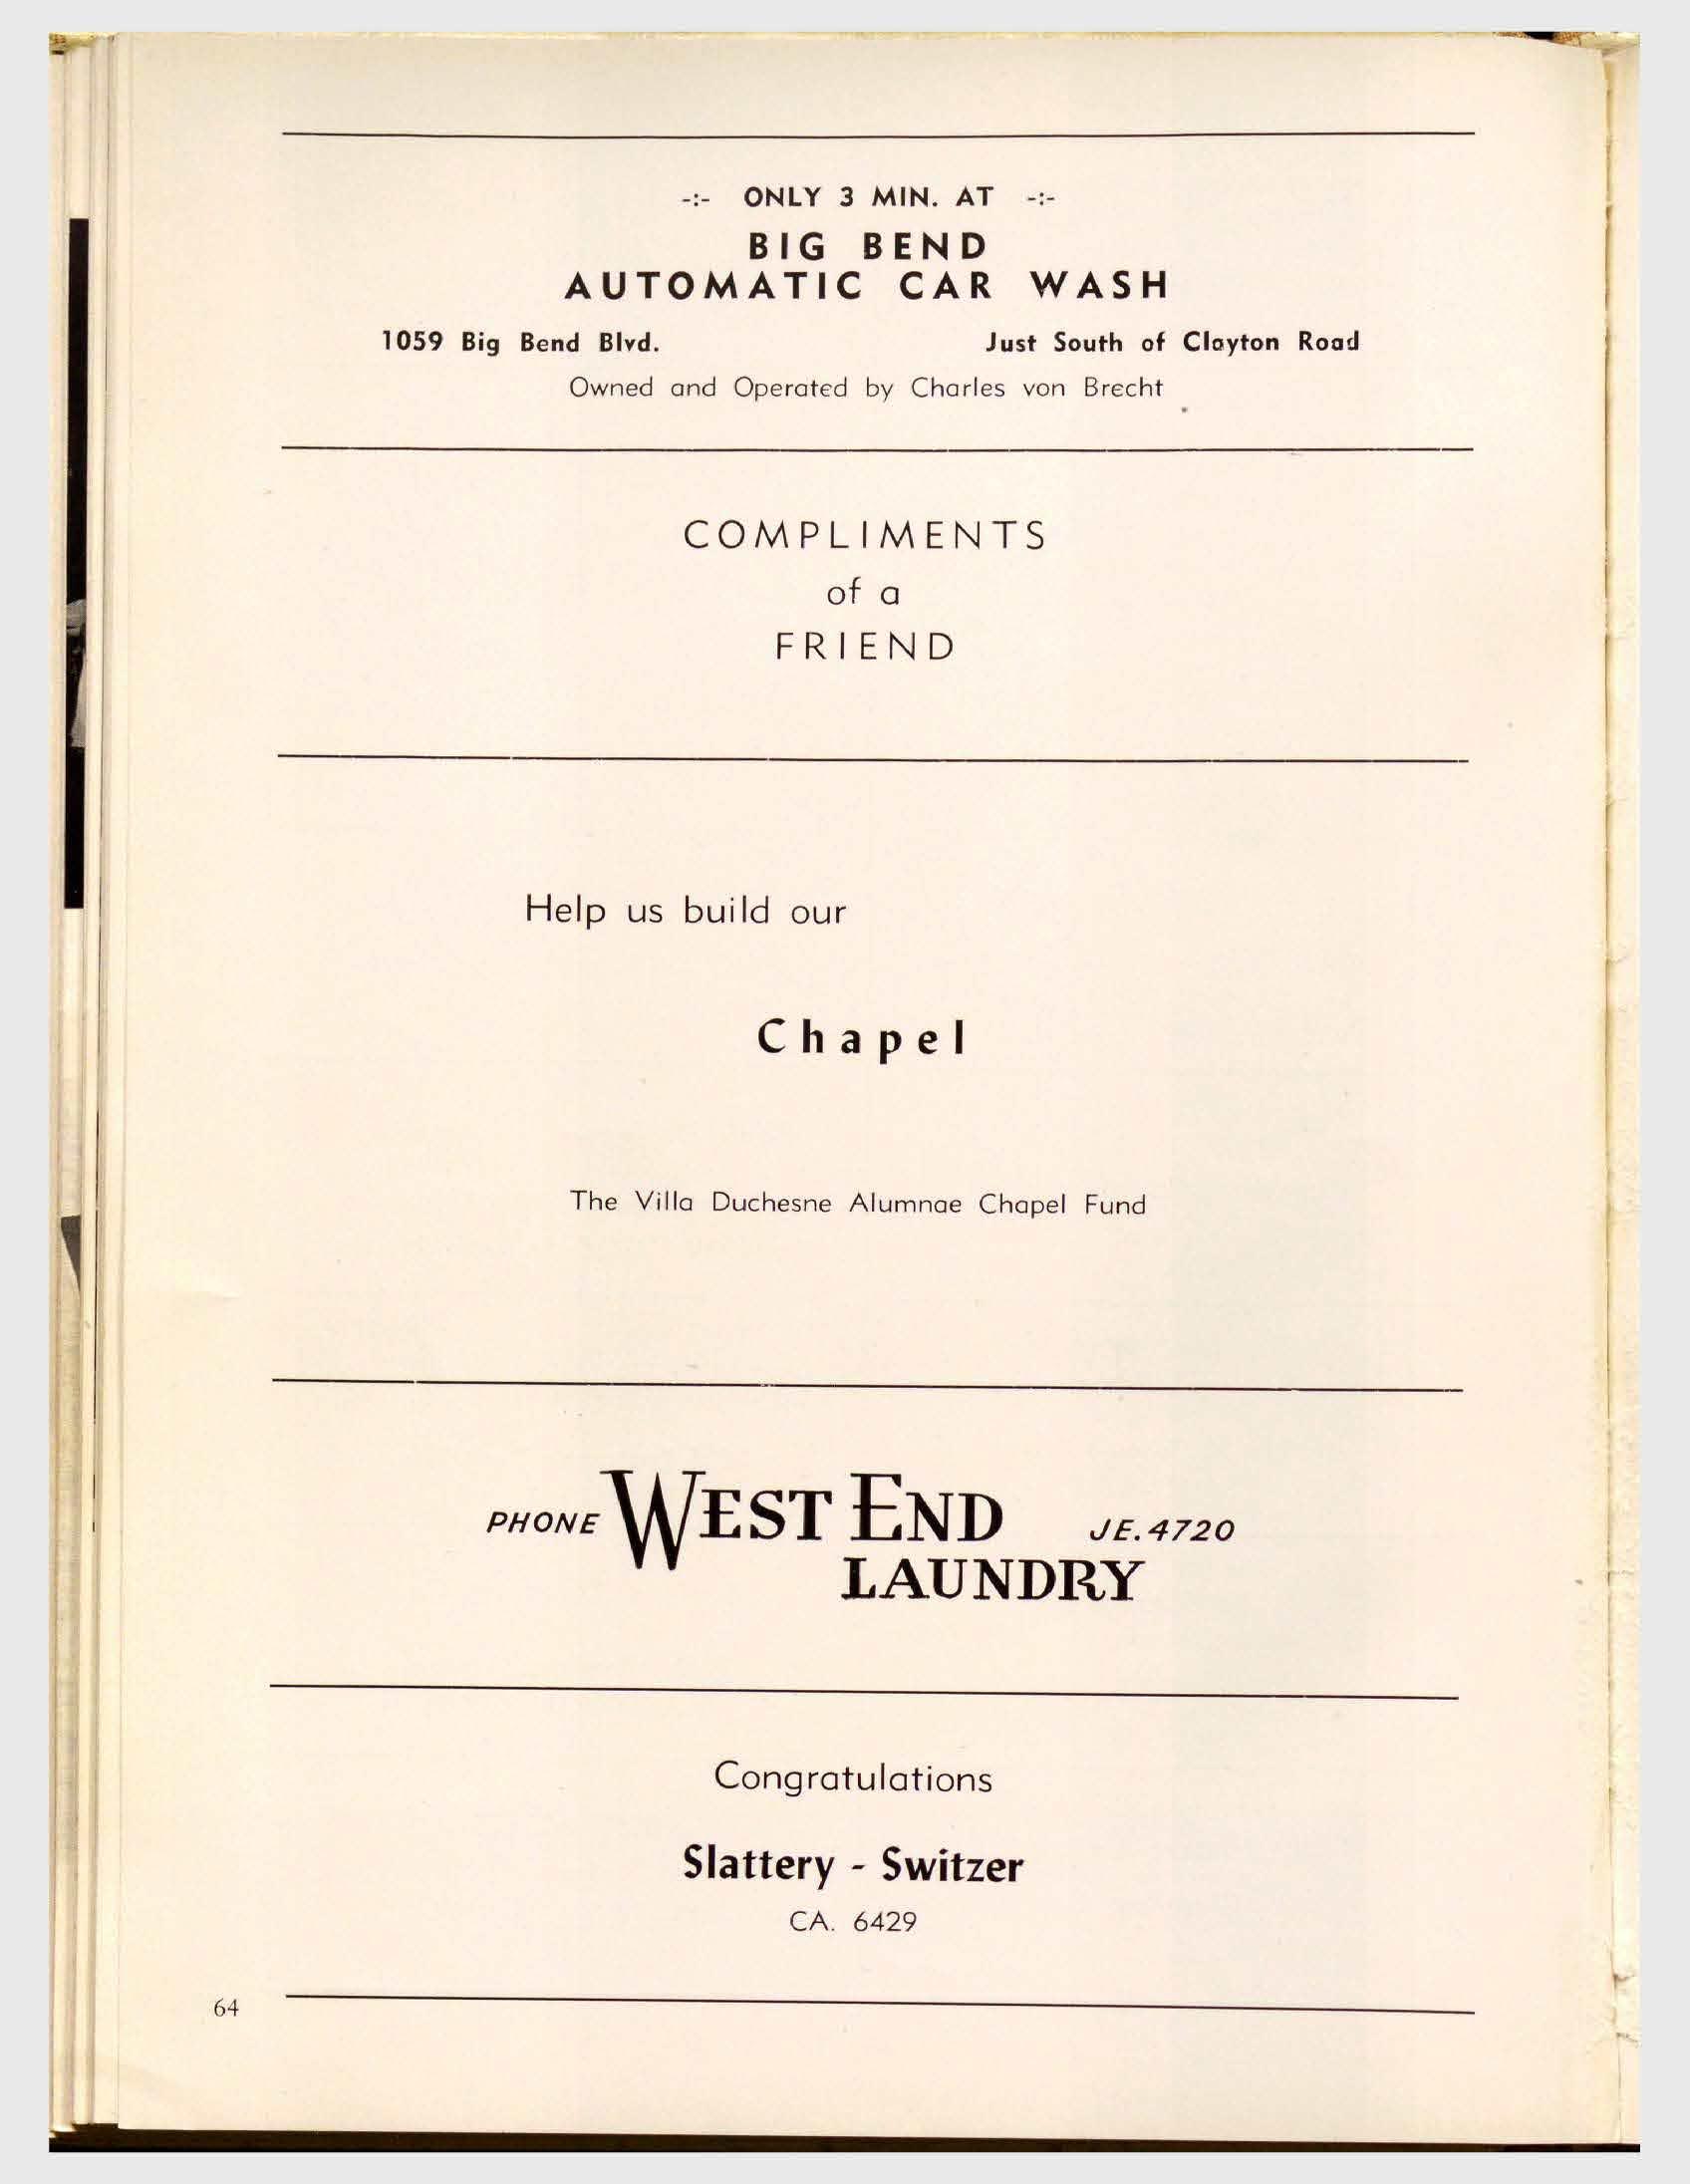 -:- ONLY 3 MIN. AT -:-
BIG BEND
AUTOMATIC CAR WASH
1059 Big Bend Blvd. Just South of Clayton Road
Owned and Operated by Charles von Brecht
COMPLIMENTS
of a
FRIEND
Help us build our
Chapel
The Villa Duchesne Alumnae Chapel Fund
PHONE WEST END JE. 4720
LAUNDRY
Congratulations
Slattery - Switzer
CA. 6429
64